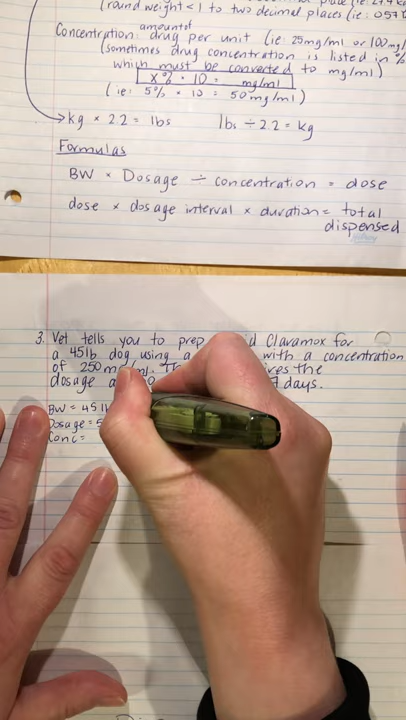 (round weight < 1 to two decimal places (ie: 0.57
amount of
Concentration: drug per unit (ie: 25mg/ml or 100mg/
(sometimes drug concentration is listed in %
which must be converted to mg/ml)
X% · 10 = mg/ml
(ie: 5% × 10 = 50mg/ml)
kg × 2.2 = lbs lbs ÷ 2.2 = kg
Formulas
BW × Dosage ÷ concentration = dose
dose × dosage interval × duration = total
dispensed
3. Vet tells you to prep Clavamox for
a 45lb dog using a with a concentration
of 250 the
dosage days.
BW = 45
Dosage = 5
Conc =